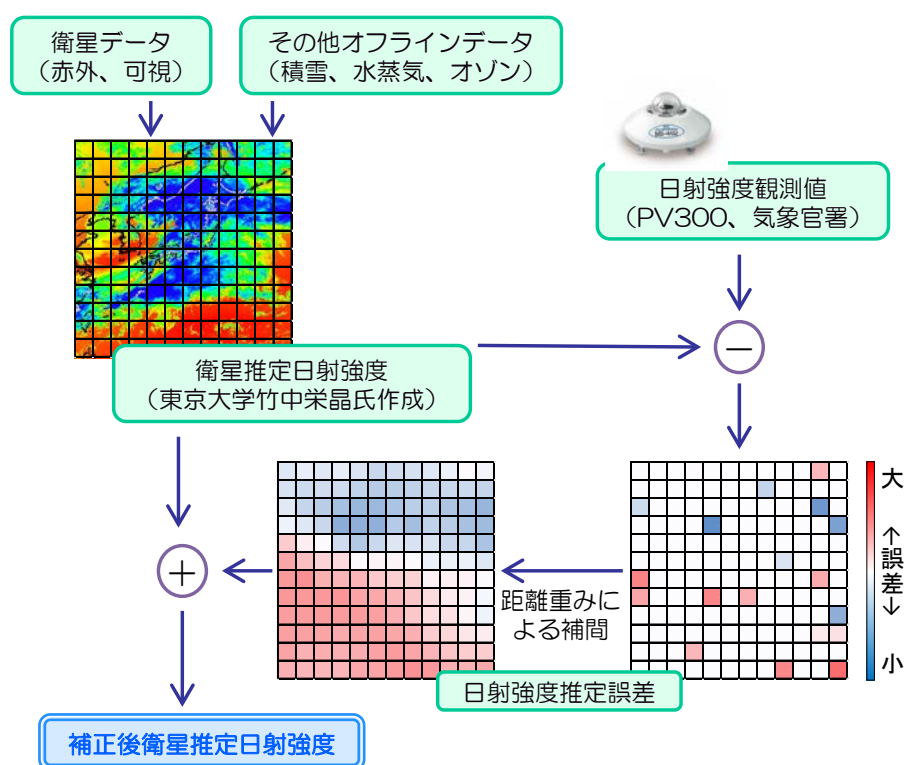 衛星データ
（赤外、可視）
その他オフラインデータ
（積雪、水蒸気、オゾン）
日射強度観測値
（PV300、気象官署）
－
衛星推定日射強度
（東京大学竹中栄晶氏作成）
大
↑誤差↓
小
＋
距離重みに
よる補間
日射強度推定誤差
補正後衛星推定日射強度